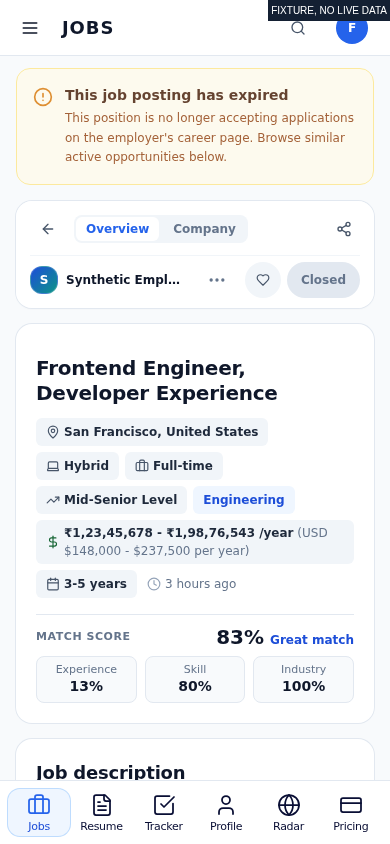 FIXTURE, NO LIVE DATA
JOBS
F
This job posting has expired
This position is no longer accepting applications
on the employer's career page. Browse similar
active opportunities below.
Overview
Company
S
Synthetic Empl...
Closed
Frontend Engineer,
Developer Experience
San Francisco, United States
Hybrid
Full-time
Mid-Senior Level
Engineering
₹1,23,45,678 - ₹1,98,76,543 /year (USD
$148,000 - $237,500 per year)
3-5 years
3 hours ago
MATCH SCORE
83% Great match
Experience
13%
Skill
80%
Industry
100%
Job description
Jobs
Resume
Tracker
Profile
Radar
Pricing